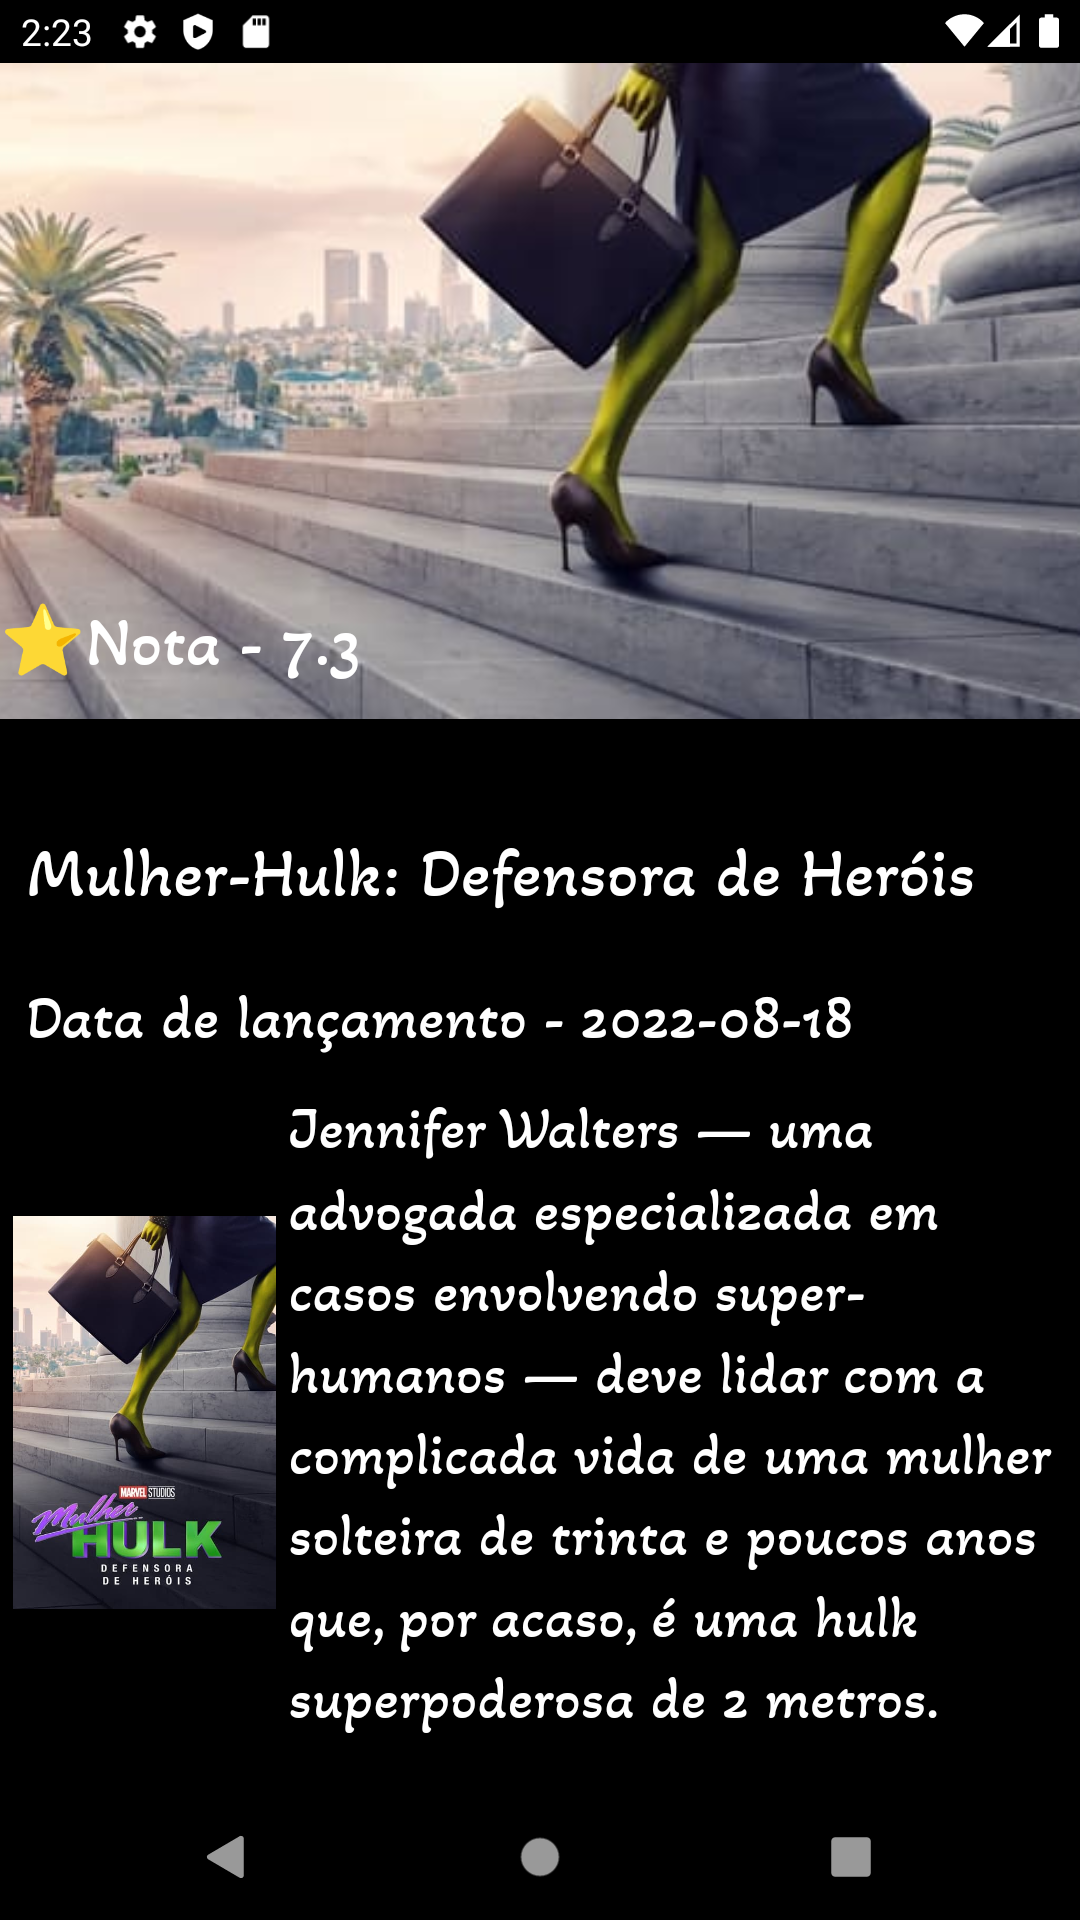 2:23
⭐Nota - 7.3
Mulher-Hulk: Defensora de Heróis
Data de lançamento - 2022-08-18
Jennifer Walters — uma
advogada especializada em
casos envolvendo super-
humanos — deve lidar com a
complicada vida de uma mulher
solteira de trinta e poucos anos
que, por acaso, é uma hulk
superpoderosa de 2 metros.
MARVEL STUDIOS
Mulher
HULK
DEFENSORA
DE HERÓIS